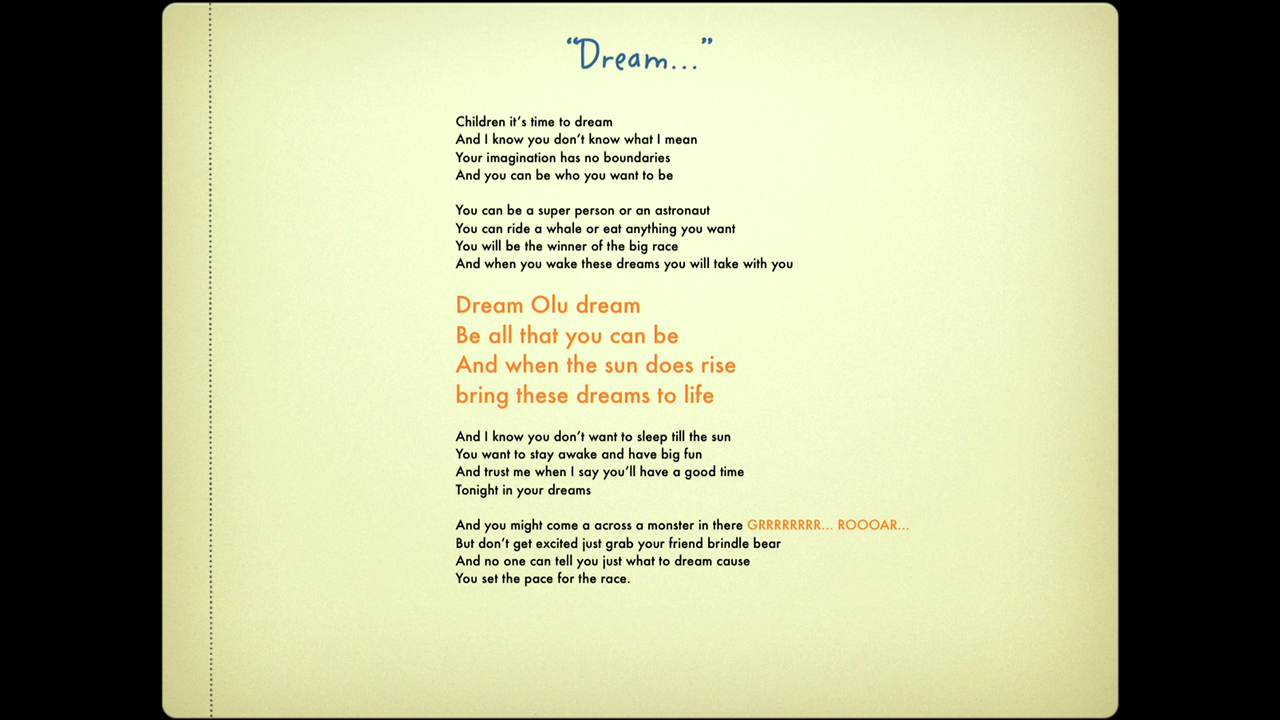 “Dream...”
Children it’s time to dream
And I know you don’t know what I mean
Your imagination has no boundaries
And you can be who you want to be
You can be a super person or an astronaut
You can ride a whale or eat anything you want
You will be the winner of the big race
And when you wake these dreams you will take with you
Dream Olu dream
Be all that you can be
And when the sun does rise
bring these dreams to life
And I know you don’t want to sleep till the sun
You want to stay awake and have big fun
And trust me when I say you’ll have a good time
Tonight in your dreams
And you might come a across a monster in there GRRRRRRRR... ROOOAR...
But don’t get excited just grab your friend brindle bear
And no one can tell you just what to dream cause
You set the pace for the race.